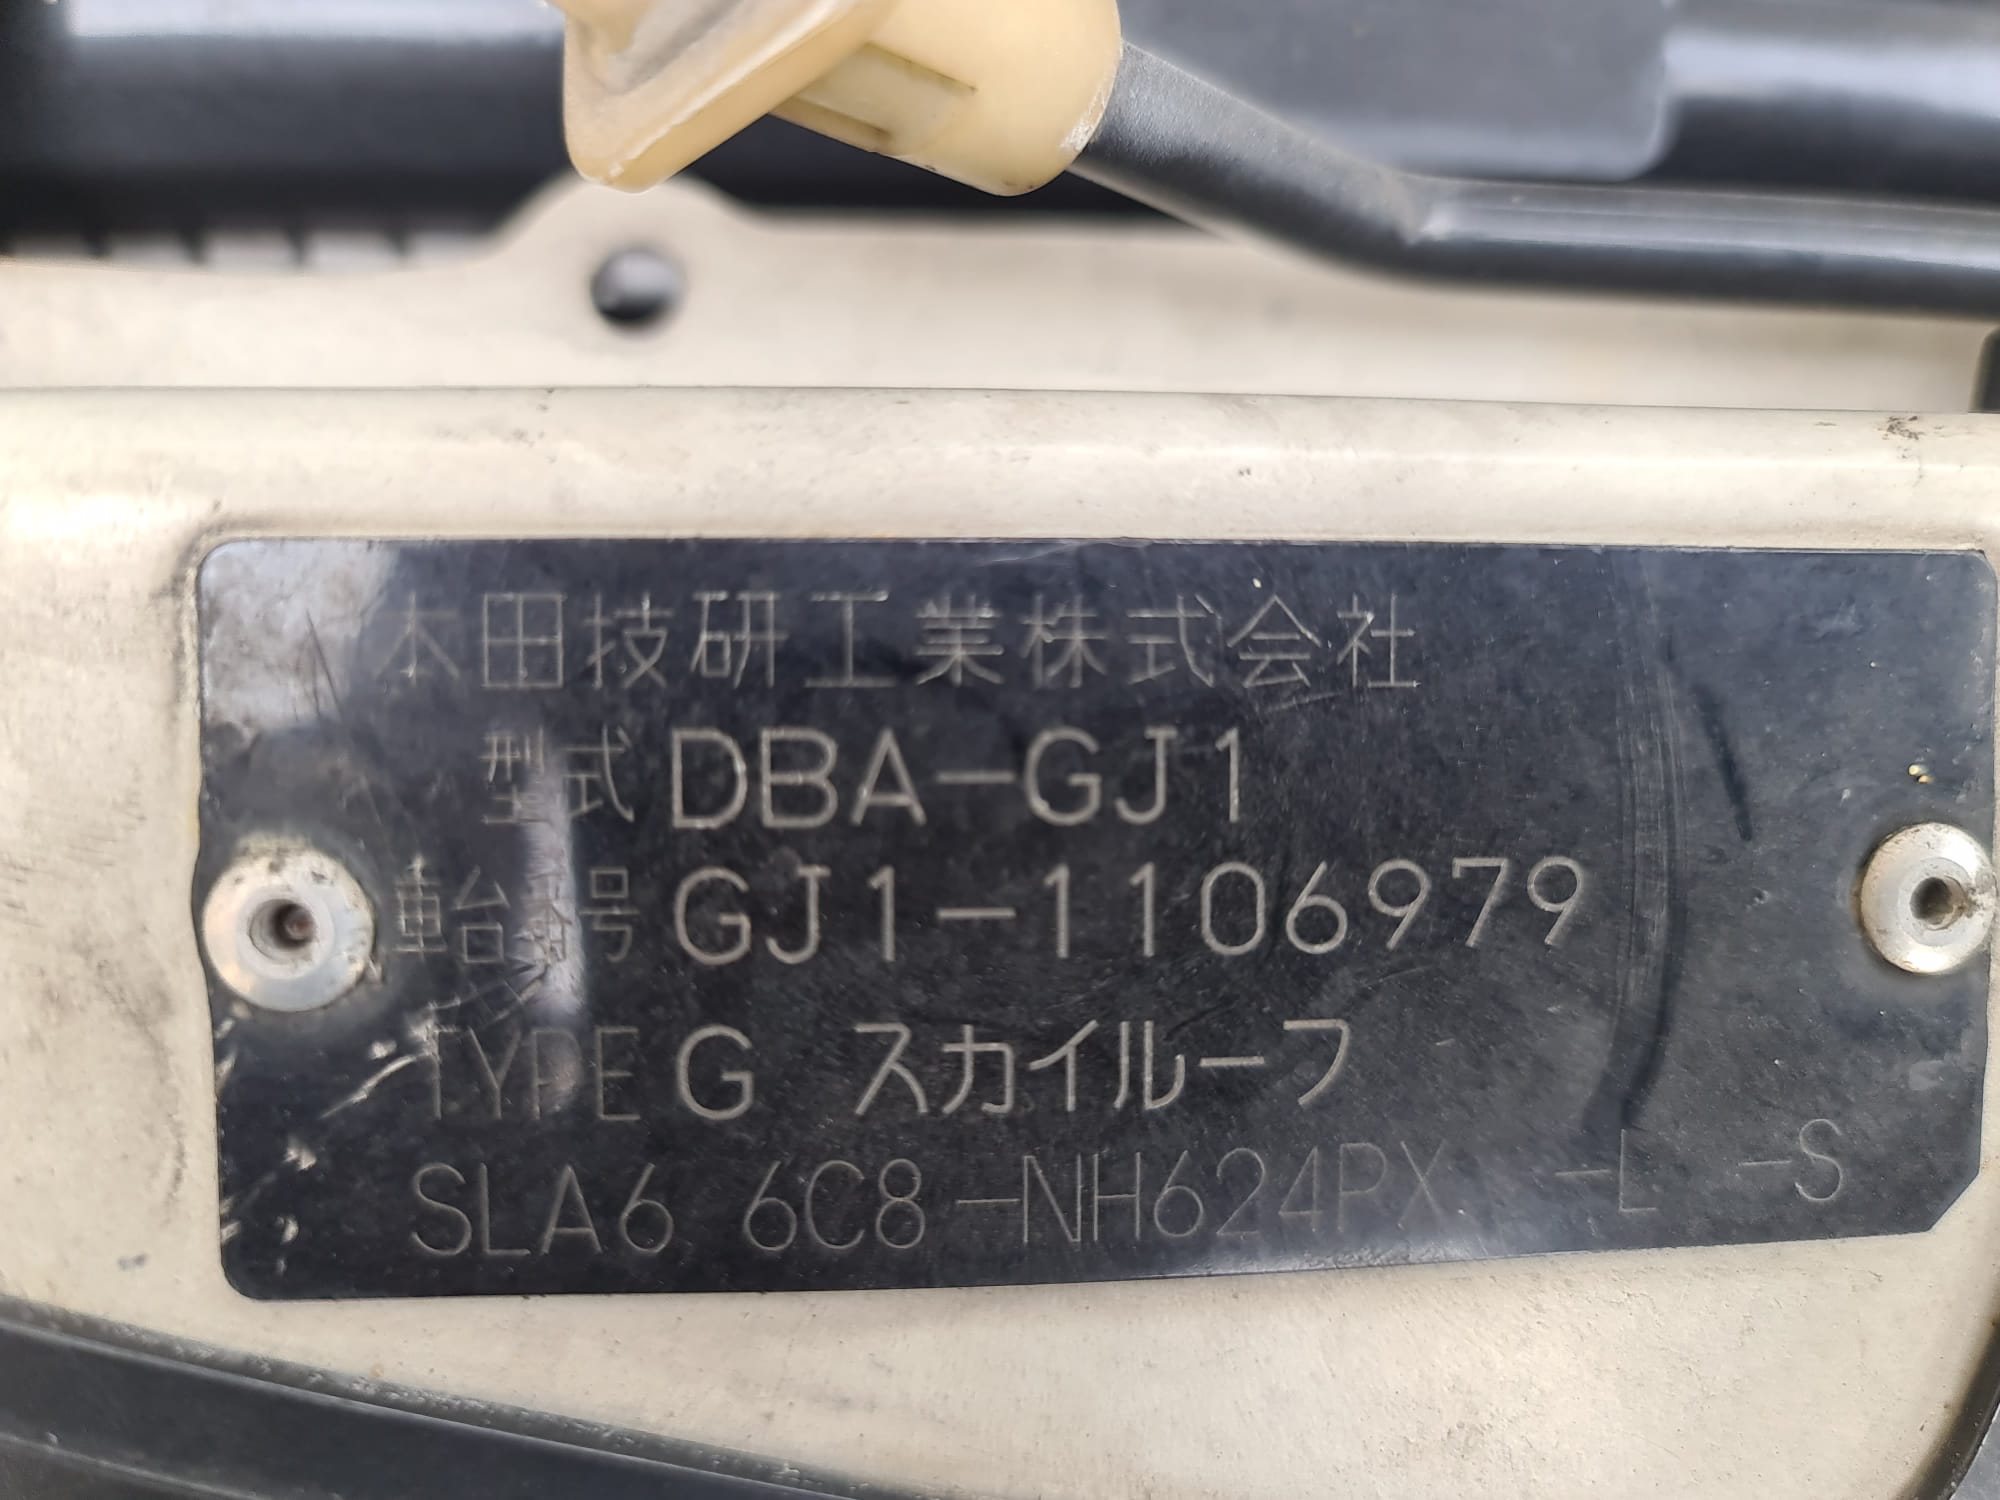 本田技研工業株式会社
型式 DBA-GJ1
車台番号 GJ1-1106979
TYPE G スカイルーフ
SLA6 6C8-NH624PX -L -S